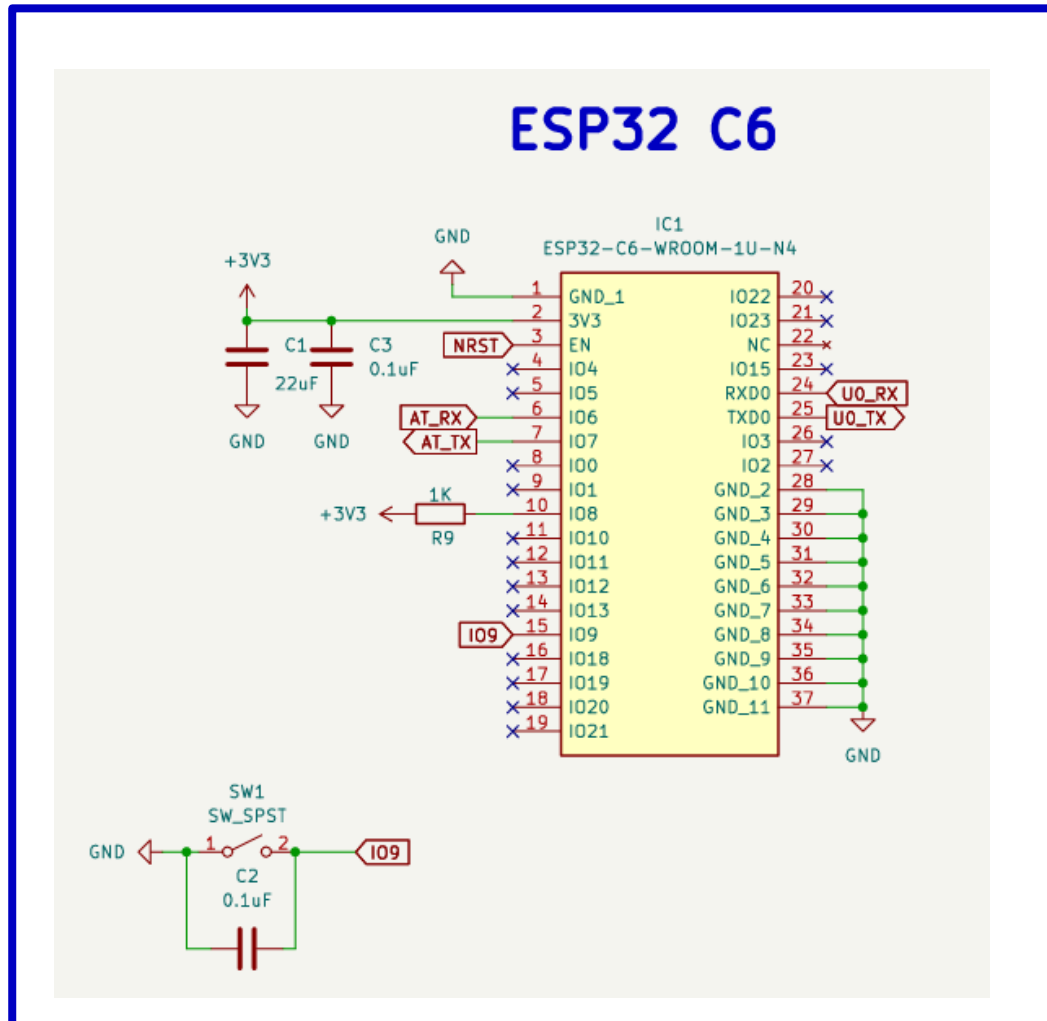 ESP32 C6
IC1
ESP32-C6-WROOM-1U-N4
GND
+3V3
1 GND_1 IO22 20
2 3V3 IO23 21
C1 C3 NRST 3 EN NC 22
22uF 0.1uF 4 IO4 IO15 23
5 IO5 RXD0 24 U0_RX
GND GND AT_RX 6 IO6 TXD0 25 U0_TX
AT_TX 7 IO7 IO3 26
8 IO0 IO2 27
9 IO1 GND_2 28
+3V3 1K R9 10 IO8 GND_3 29
11 IO10 GND_4 30
12 IO11 GND_5 31
13 IO12 GND_6 32
14 IO13 GND_7 33
IO9 15 IO9 GND_8 34
16 IO18 GND_9 35
17 IO19 GND_10 36
18 IO20 GND_11 37
19 IO21
GND
SW1
SW_SPST
GND 1 2 IO9
C2
0.1uF